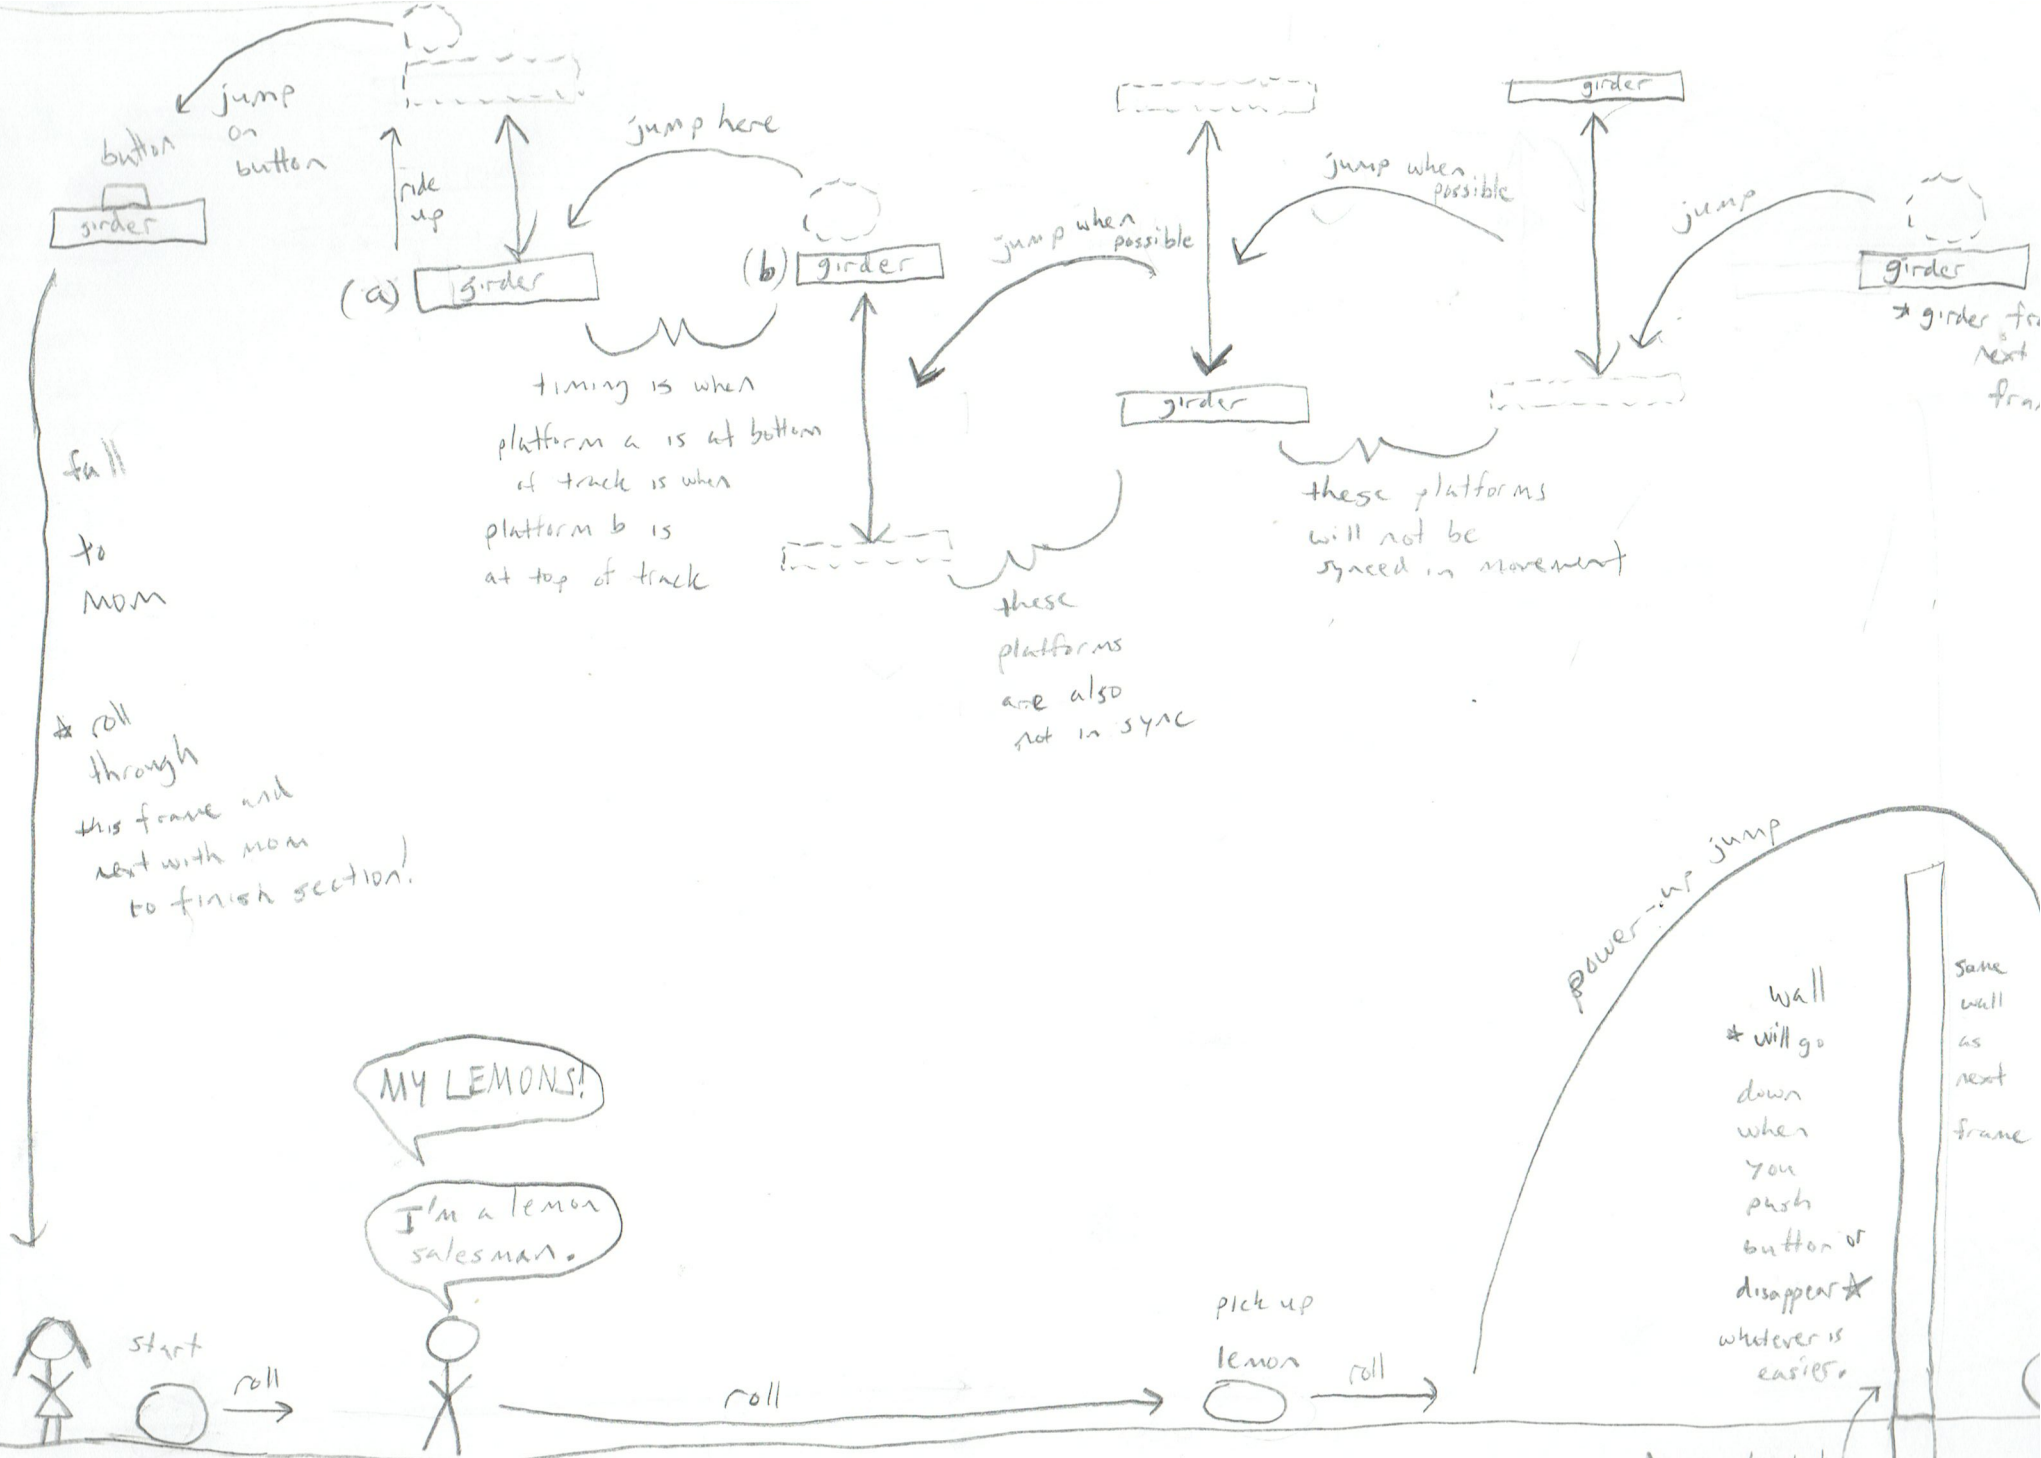 jump
on
button
button
girder
ride
up
jump here
(a)
girder
(b)
girder
jump when
possible
girder
jump when
possible
girder
jump
girder
* girder
next
timing is when
platform a is at bottom
of track is when
platform b is
at top of track
these platforms
will not be
synced in movement
these
platforms
are also
not in sync
fall
to
mom
* roll
through
this frame and
next with mom
to finish section!
power-up jump
wall
* will go
down
when
you
push
button or
disappear *
whatever is
easier.
same
wall
as
next
frame
MY LEMONS!
I'm a lemon
salesman.
start
roll
roll
pick up
lemon
roll